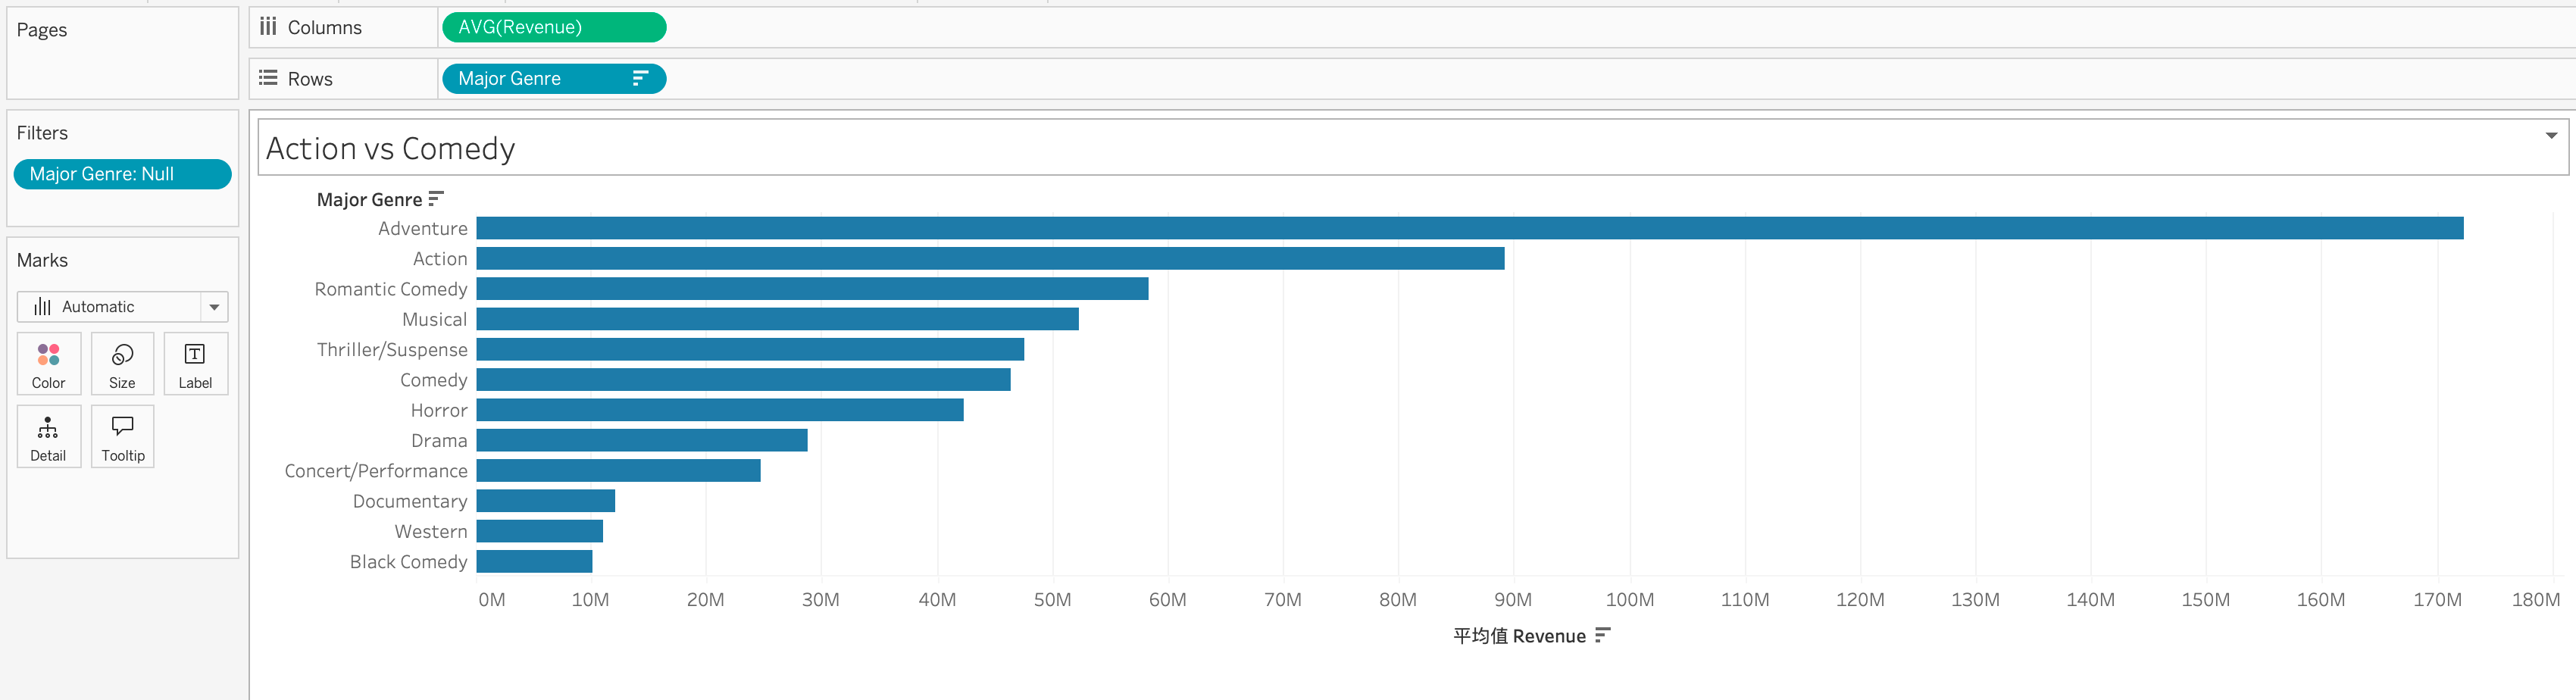 Pages
Columns
AVG(Revenue)
Rows
Major Genre
Filters
Major Genre: Null
Marks
Automatic
Color
Size
Label
Detail
Tooltip
Action vs Comedy
Major Genre
Adventure
Action
Romantic Comedy
Musical
Thriller/Suspense
Comedy
Horror
Drama
Concert/Performance
Documentary
Western
Black Comedy
0M 10M 20M 30M 40M 50M 60M 70M 80M 90M 100M 110M 120M 130M 140M 150M 160M 170M 180M
平均值 Revenue